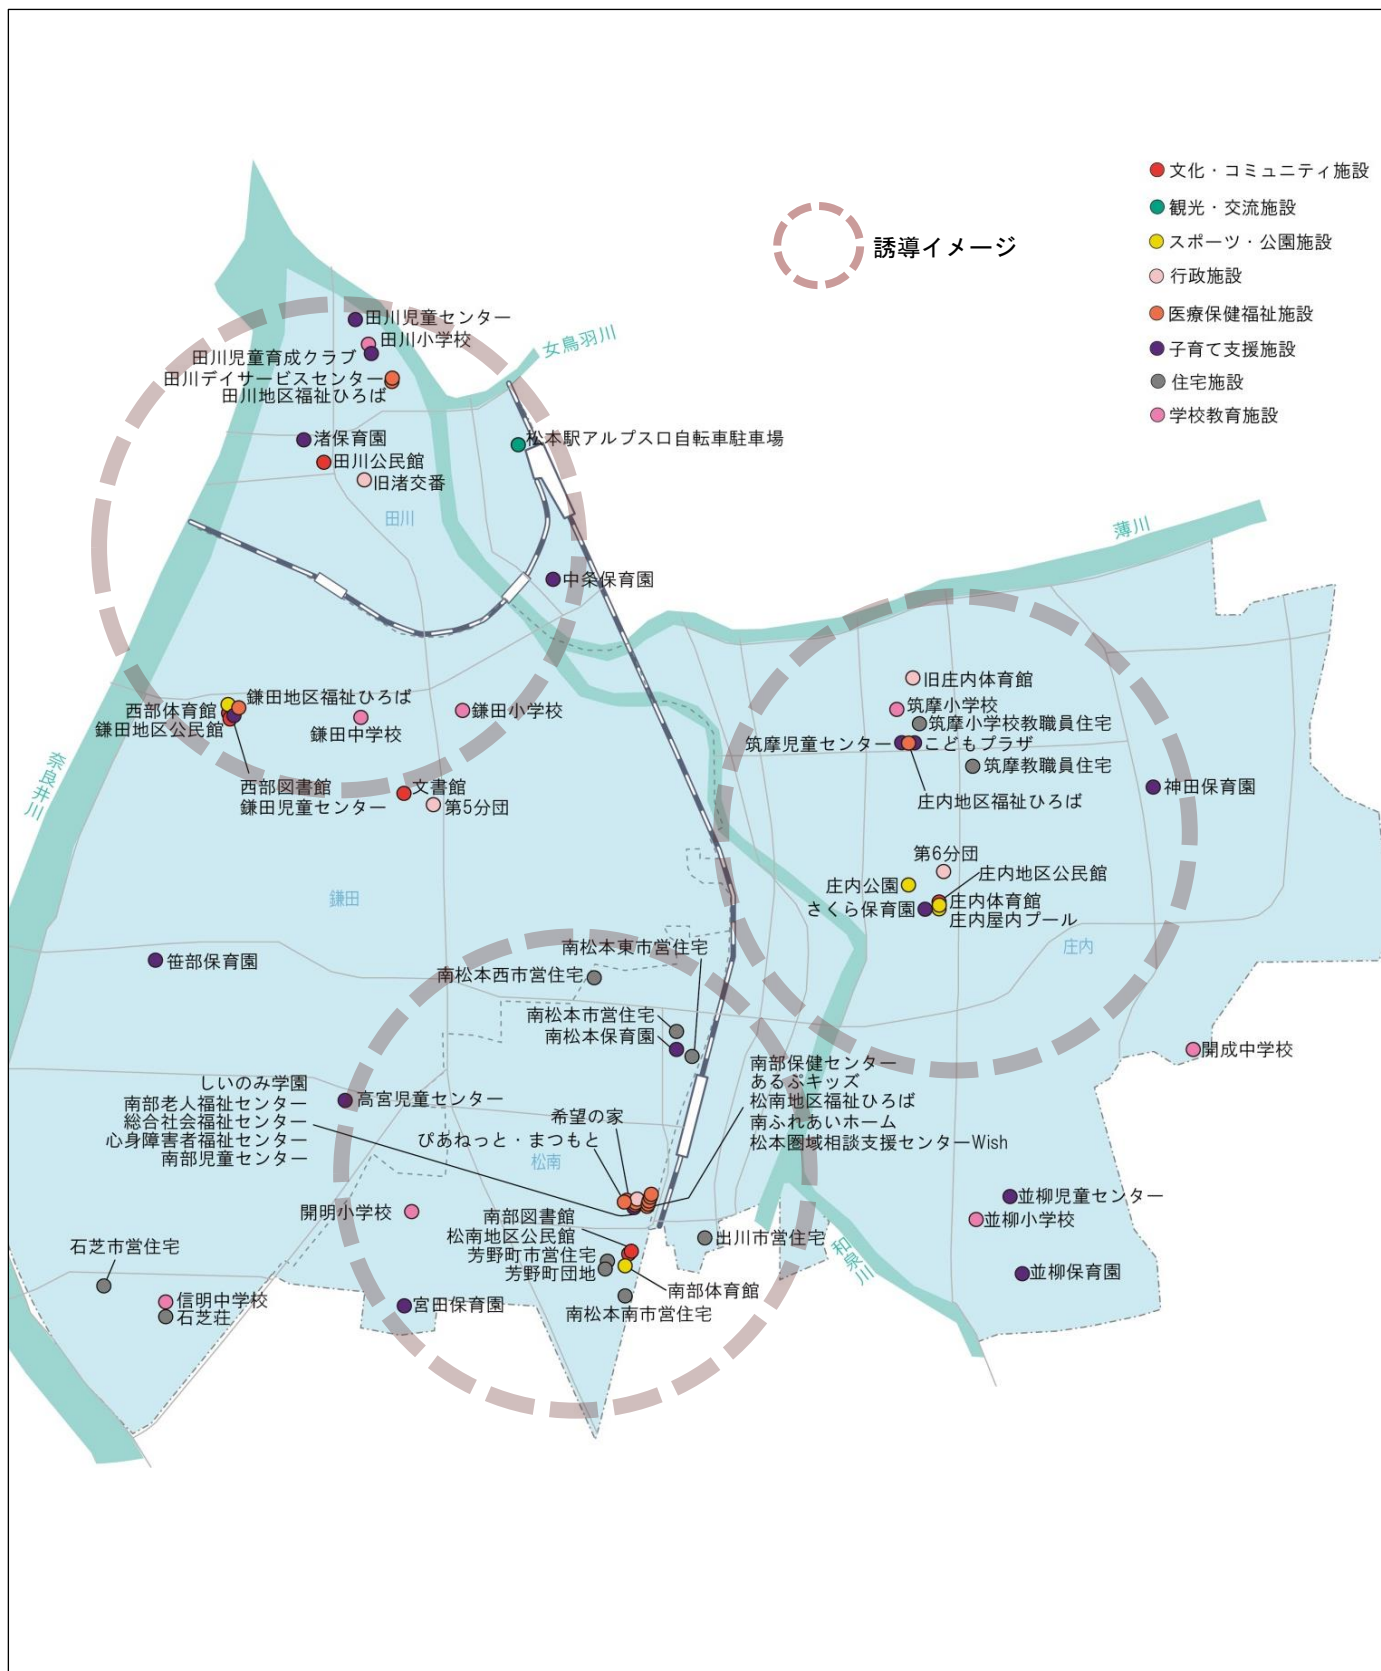 文化・コミュニティ施設
観光・交流施設
スポーツ・公園施設
行政施設
医療保健福祉施設
子育て支援施設
住宅施設
学校教育施設
誘導イメージ
田川児童センター
田川小学校
田川児童育成クラブ
田川デイサービスセンター
田川地区福祉ひろば
女鳥羽川
渚保育園
松本駅アルプス口自転車駐車場
田川公民館
旧渚交番
田川
薄川
中条保育園
旧庄内体育館
筑摩小学校
筑摩小学校教職員住宅
筑摩児童センター
こどもプラザ
筑摩教職員住宅
庄内地区福祉ひろば
神田保育園
鎌田地区福祉ひろば
西部体育館
鎌田地区公民館
鎌田中学校
鎌田小学校
西部図書館
鎌田児童センター
文書館
第5分団
奈良井川
第6分団
庄内地区公民館
庄内公園
庄内体育館
さくら保育園
庄内屋内プール
鎌田
庄内
笹部保育園
南松本東市営住宅
南松本西市営住宅
南松本市営住宅
南松本保育園
開成中学校
しいのみ学園
南部老人福祉センター
総合社会福祉センター
心身障害者福祉センター
南部児童センター
高宮児童センター
希望の家
ぴあねっと・まつもと
松南
南部保健センター
あるぷキッズ
松南地区福祉ひろば
南ふれあいホーム
松本圏域相談支援センターWish
開明小学校
南部図書館
松南地区公民館
芳野町市営住宅
芳野町団地
出川市営住宅
南部体育館
南松本南市営住宅
和泉川
並柳児童センター
並柳小学校
並柳保育園
石芝市営住宅
信明中学校
石芝荘
宮田保育園